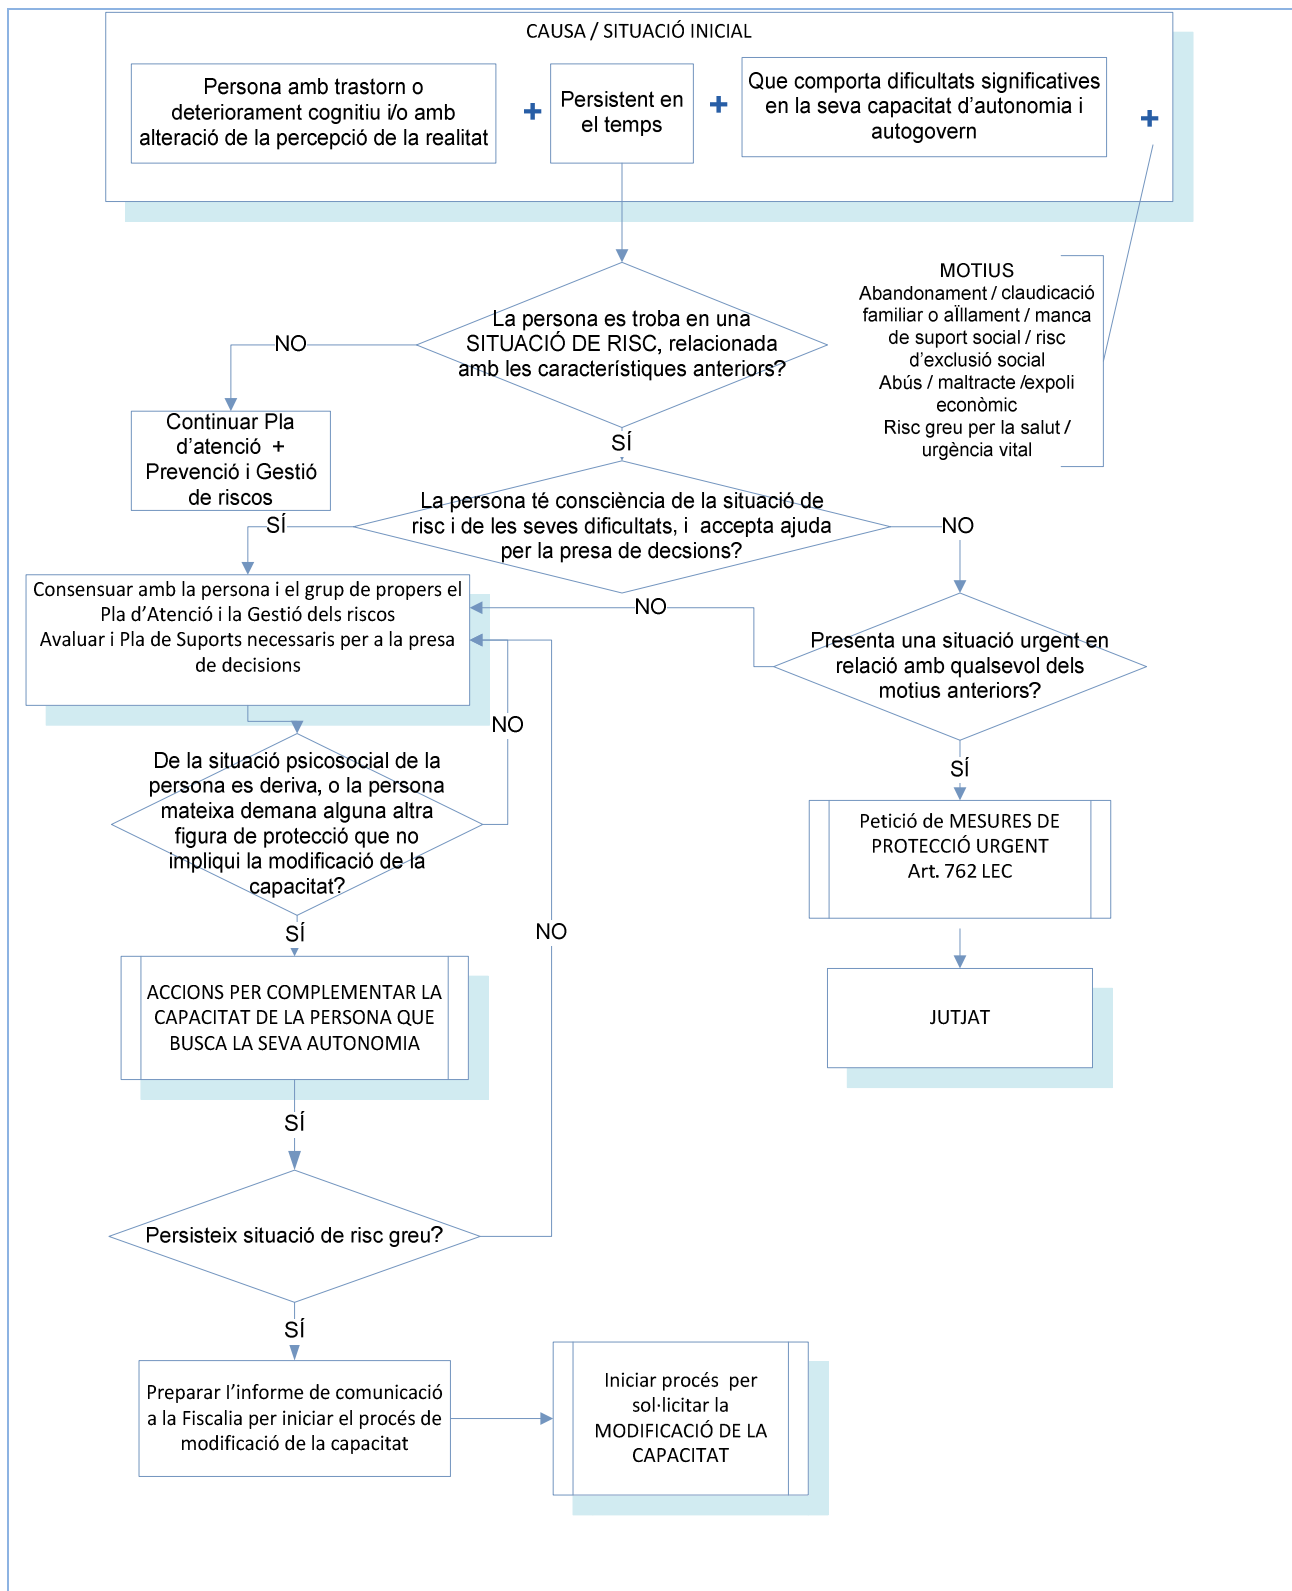 CAUSA / SITUACIÓ INICIAL
Persona amb trastorn o
deteriorament cognitiu i/o amb
alteració de la percepció de la realitat
+
Persistent en
el temps
+
Que comporta dificultats significatives
en la seva capacitat d'autonomia i
autogovern
+
MOTIUS
Abandonament / claudicació
familiar o aÏllament / manca
de suport social / risc
d'exclusió social
Abús / maltracte /expoli
econòmic
Risc greu per la salut /
urgència vital
La persona es troba en una
SITUACIÓ DE RISC, relacionada
amb les característiques anteriors?
NO
Continuar Pla
d'atenció +
Prevenció i Gestió
de riscos
SÍ
La persona té consciència de la situació de
risc i de les seves dificultats, i accepta ajuda
per la presa de decsions?
SÍ
NO
Consensuar amb la persona i el grup de propers el
Pla d'Atenció i la Gestió dels riscos
Avaluar i Pla de Suports necessaris per a la presa
de decisions
NO
Presenta una situació urgent en
relació amb qualsevol dels
motius anteriors?
NO
SÍ
De la situació psicosocial de la
persona es deriva, o la persona
mateixa demana alguna altra
figura de protecció que no
impliqui la modificació de la
capacitat?
Petició de MESURES DE
PROTECCIÓ URGENT
Art. 762 LEC
SÍ
NO
ACCIONS PER COMPLEMENTAR LA
CAPACITAT DE LA PERSONA QUE
BUSCA LA SEVA AUTONOMIA
JUTJAT
SÍ
Persisteix situació de risc greu?
SÍ
Preparar l'informe de comunicació
a la Fiscalia per iniciar el procés de
modificació de la capacitat
Iniciar procés per
sol·licitar la
MODIFICACIÓ DE LA
CAPACITAT